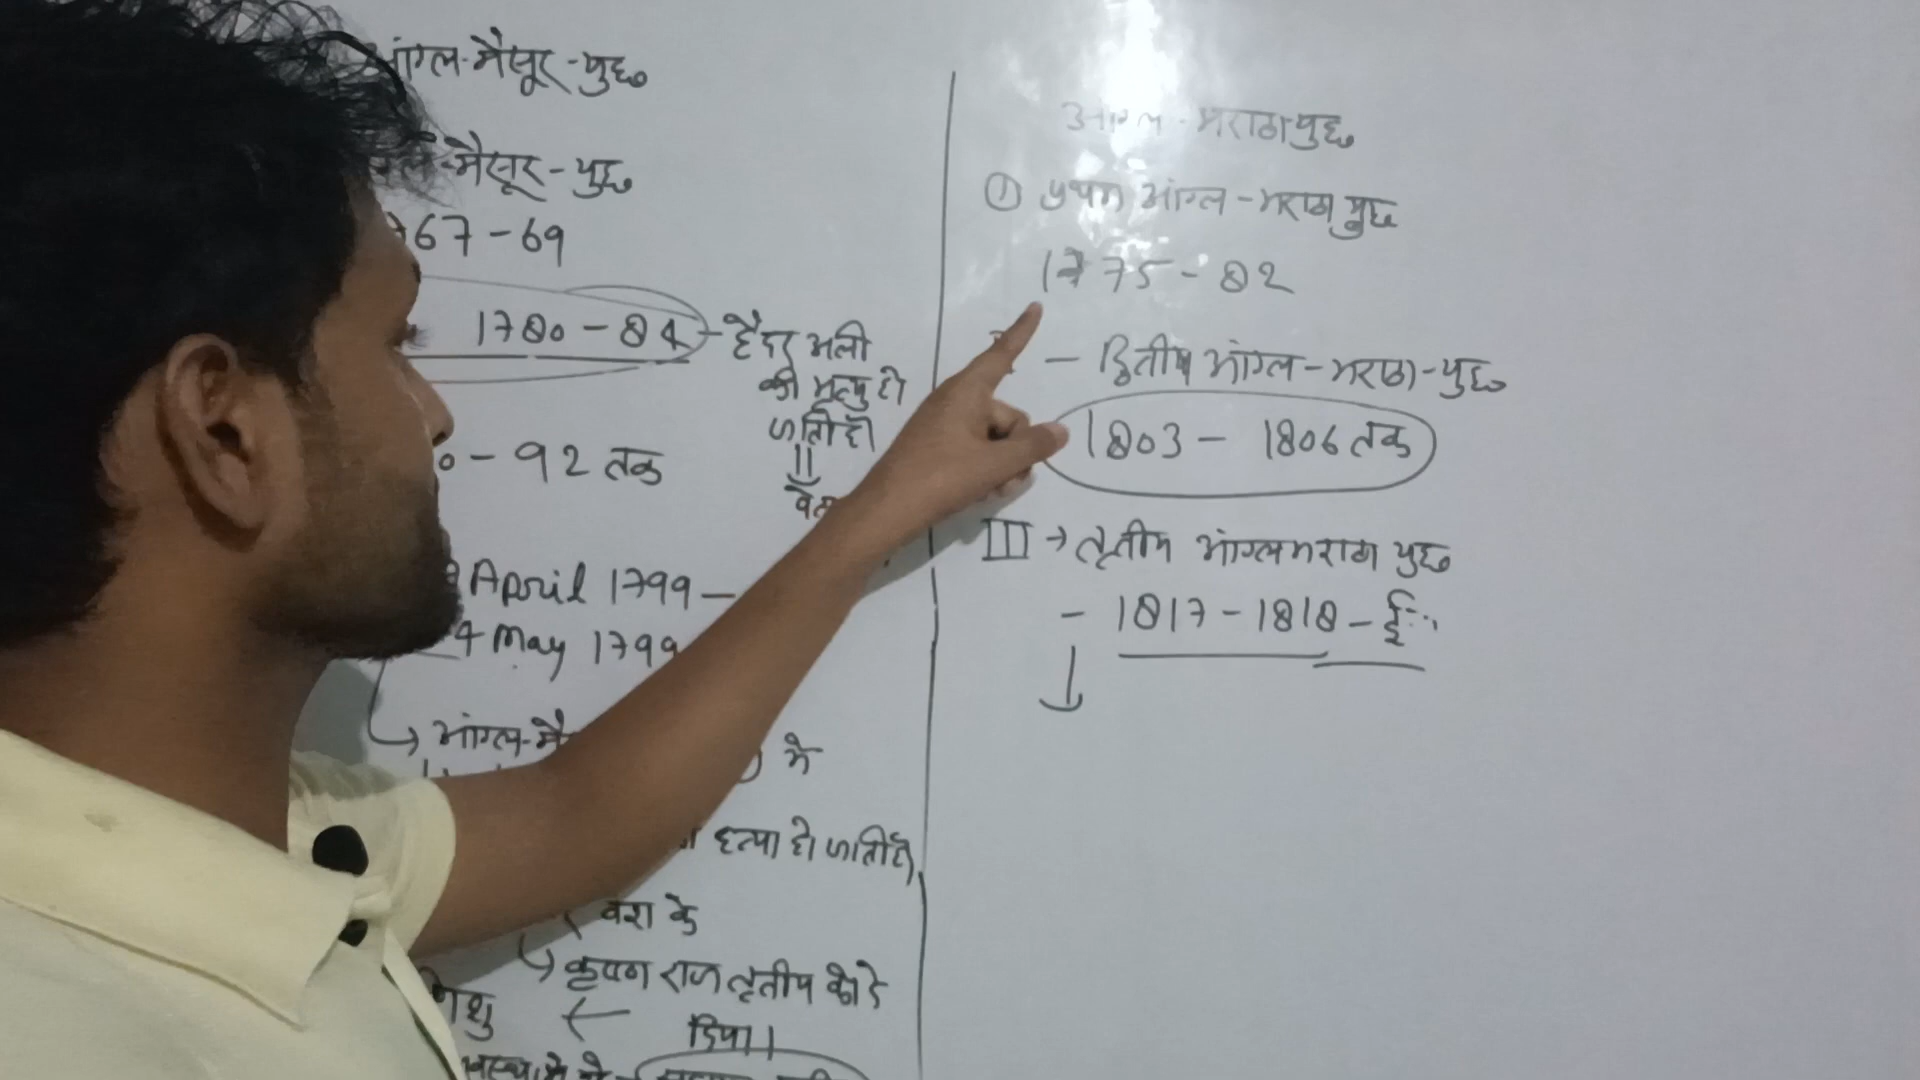 आंग्ल-मैसूर-युद्ध
-मैसूर-युद्ध
67-69
1780-84 - हैदर अली
की मृत्यु हो
जाती है
- 92 तक
April 1799 -
4 May 1799
→ आंग्ल-मै में
हत्या हो जाती है
वंश के
→ कृष्ण राज तृतीय को दे
दिया।
आंग्ल-मराठा युद्ध
① प्रथम आंग्ल-मराठा युद्ध
1775-82
- द्वितीय आंग्ल-मराठा-युद्ध
1803 - 1806 तक
III → तृतीय आंग्ल मराठा युद्ध
- 1817-1818 - ई.